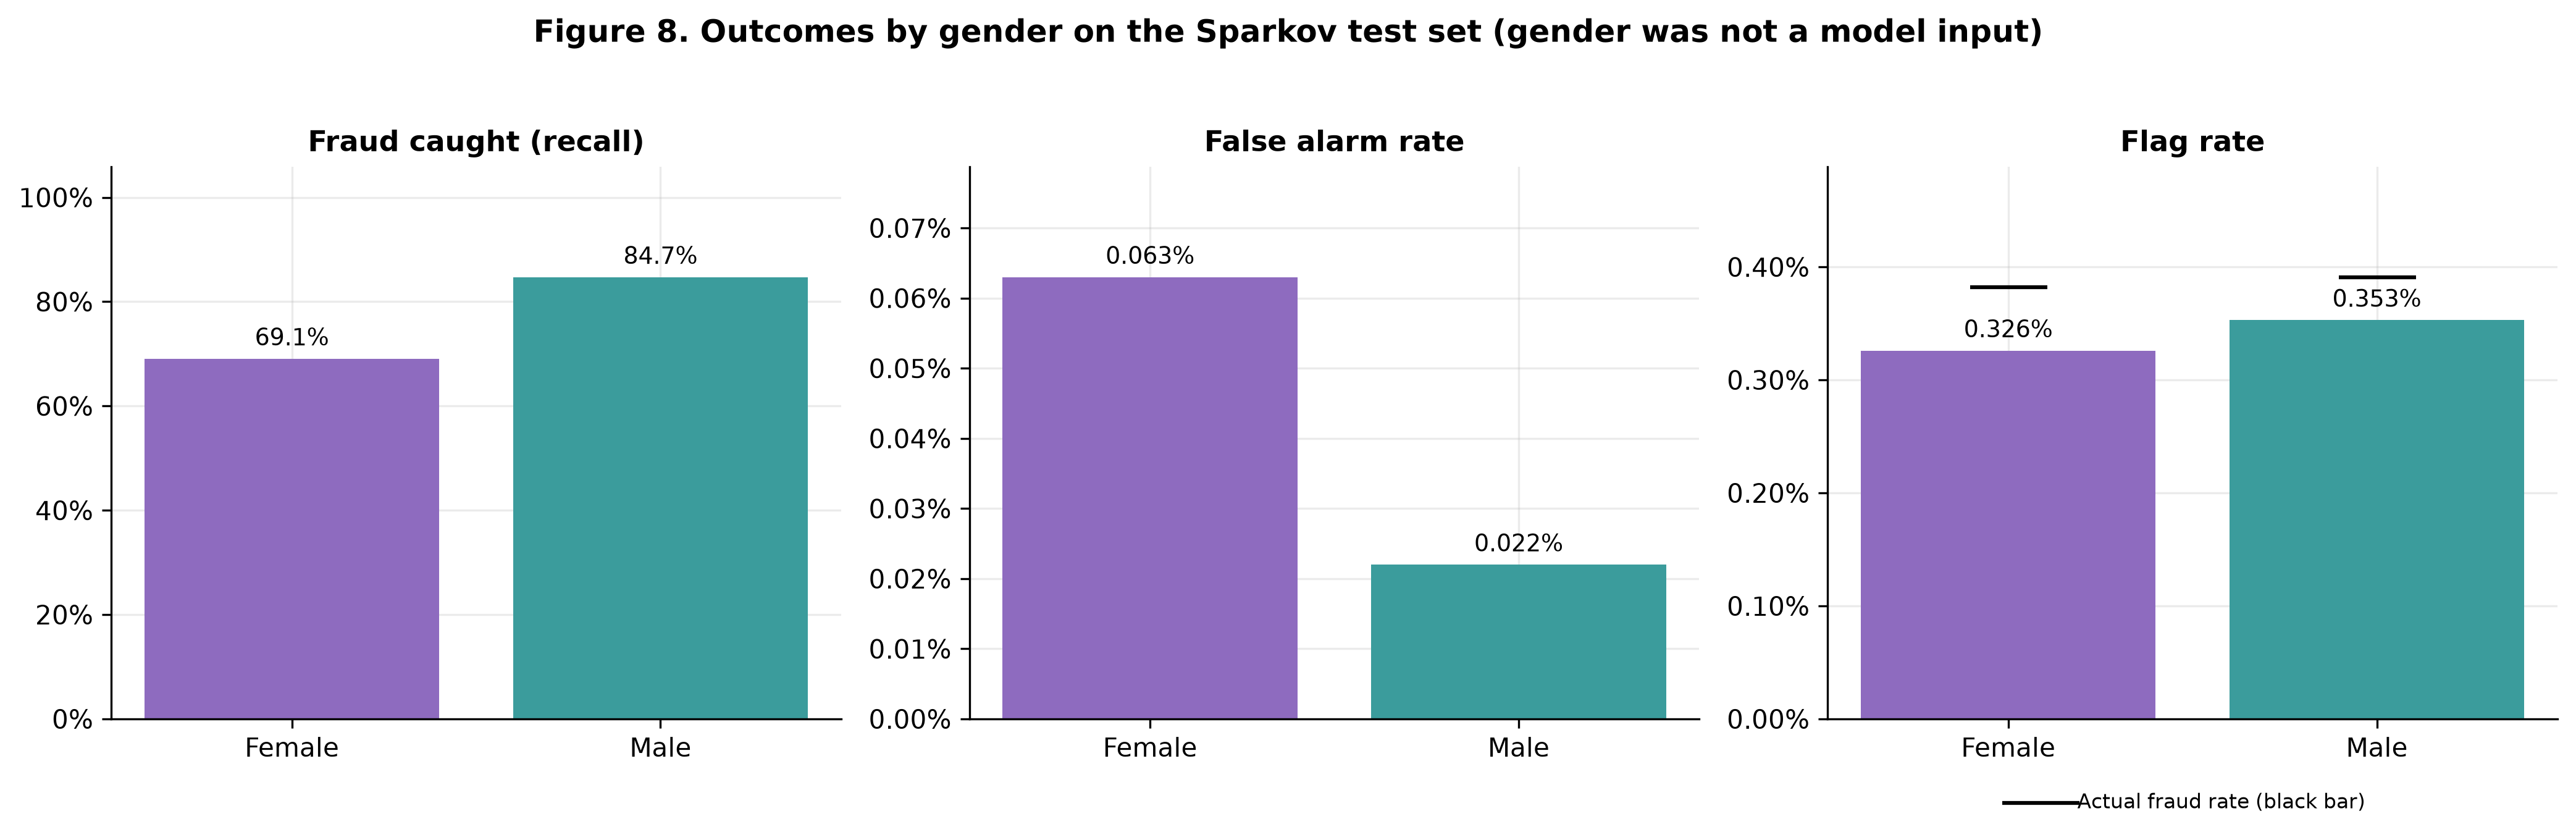 Figure 8. Outcomes by gender on the Sparkov test set (gender was not a model input)
Fraud caught (recall)
100%
80%
60%
40%
20%
0%
69.1%
84.7%
Female
Male
False alarm rate
0.07%
0.06%
0.05%
0.04%
0.03%
0.02%
0.01%
0.00%
0.063%
0.022%
Female
Male
Flag rate
0.40%
0.30%
0.20%
0.10%
0.00%
0.326%
0.353%
Female
Male
Actual fraud rate (black bar)